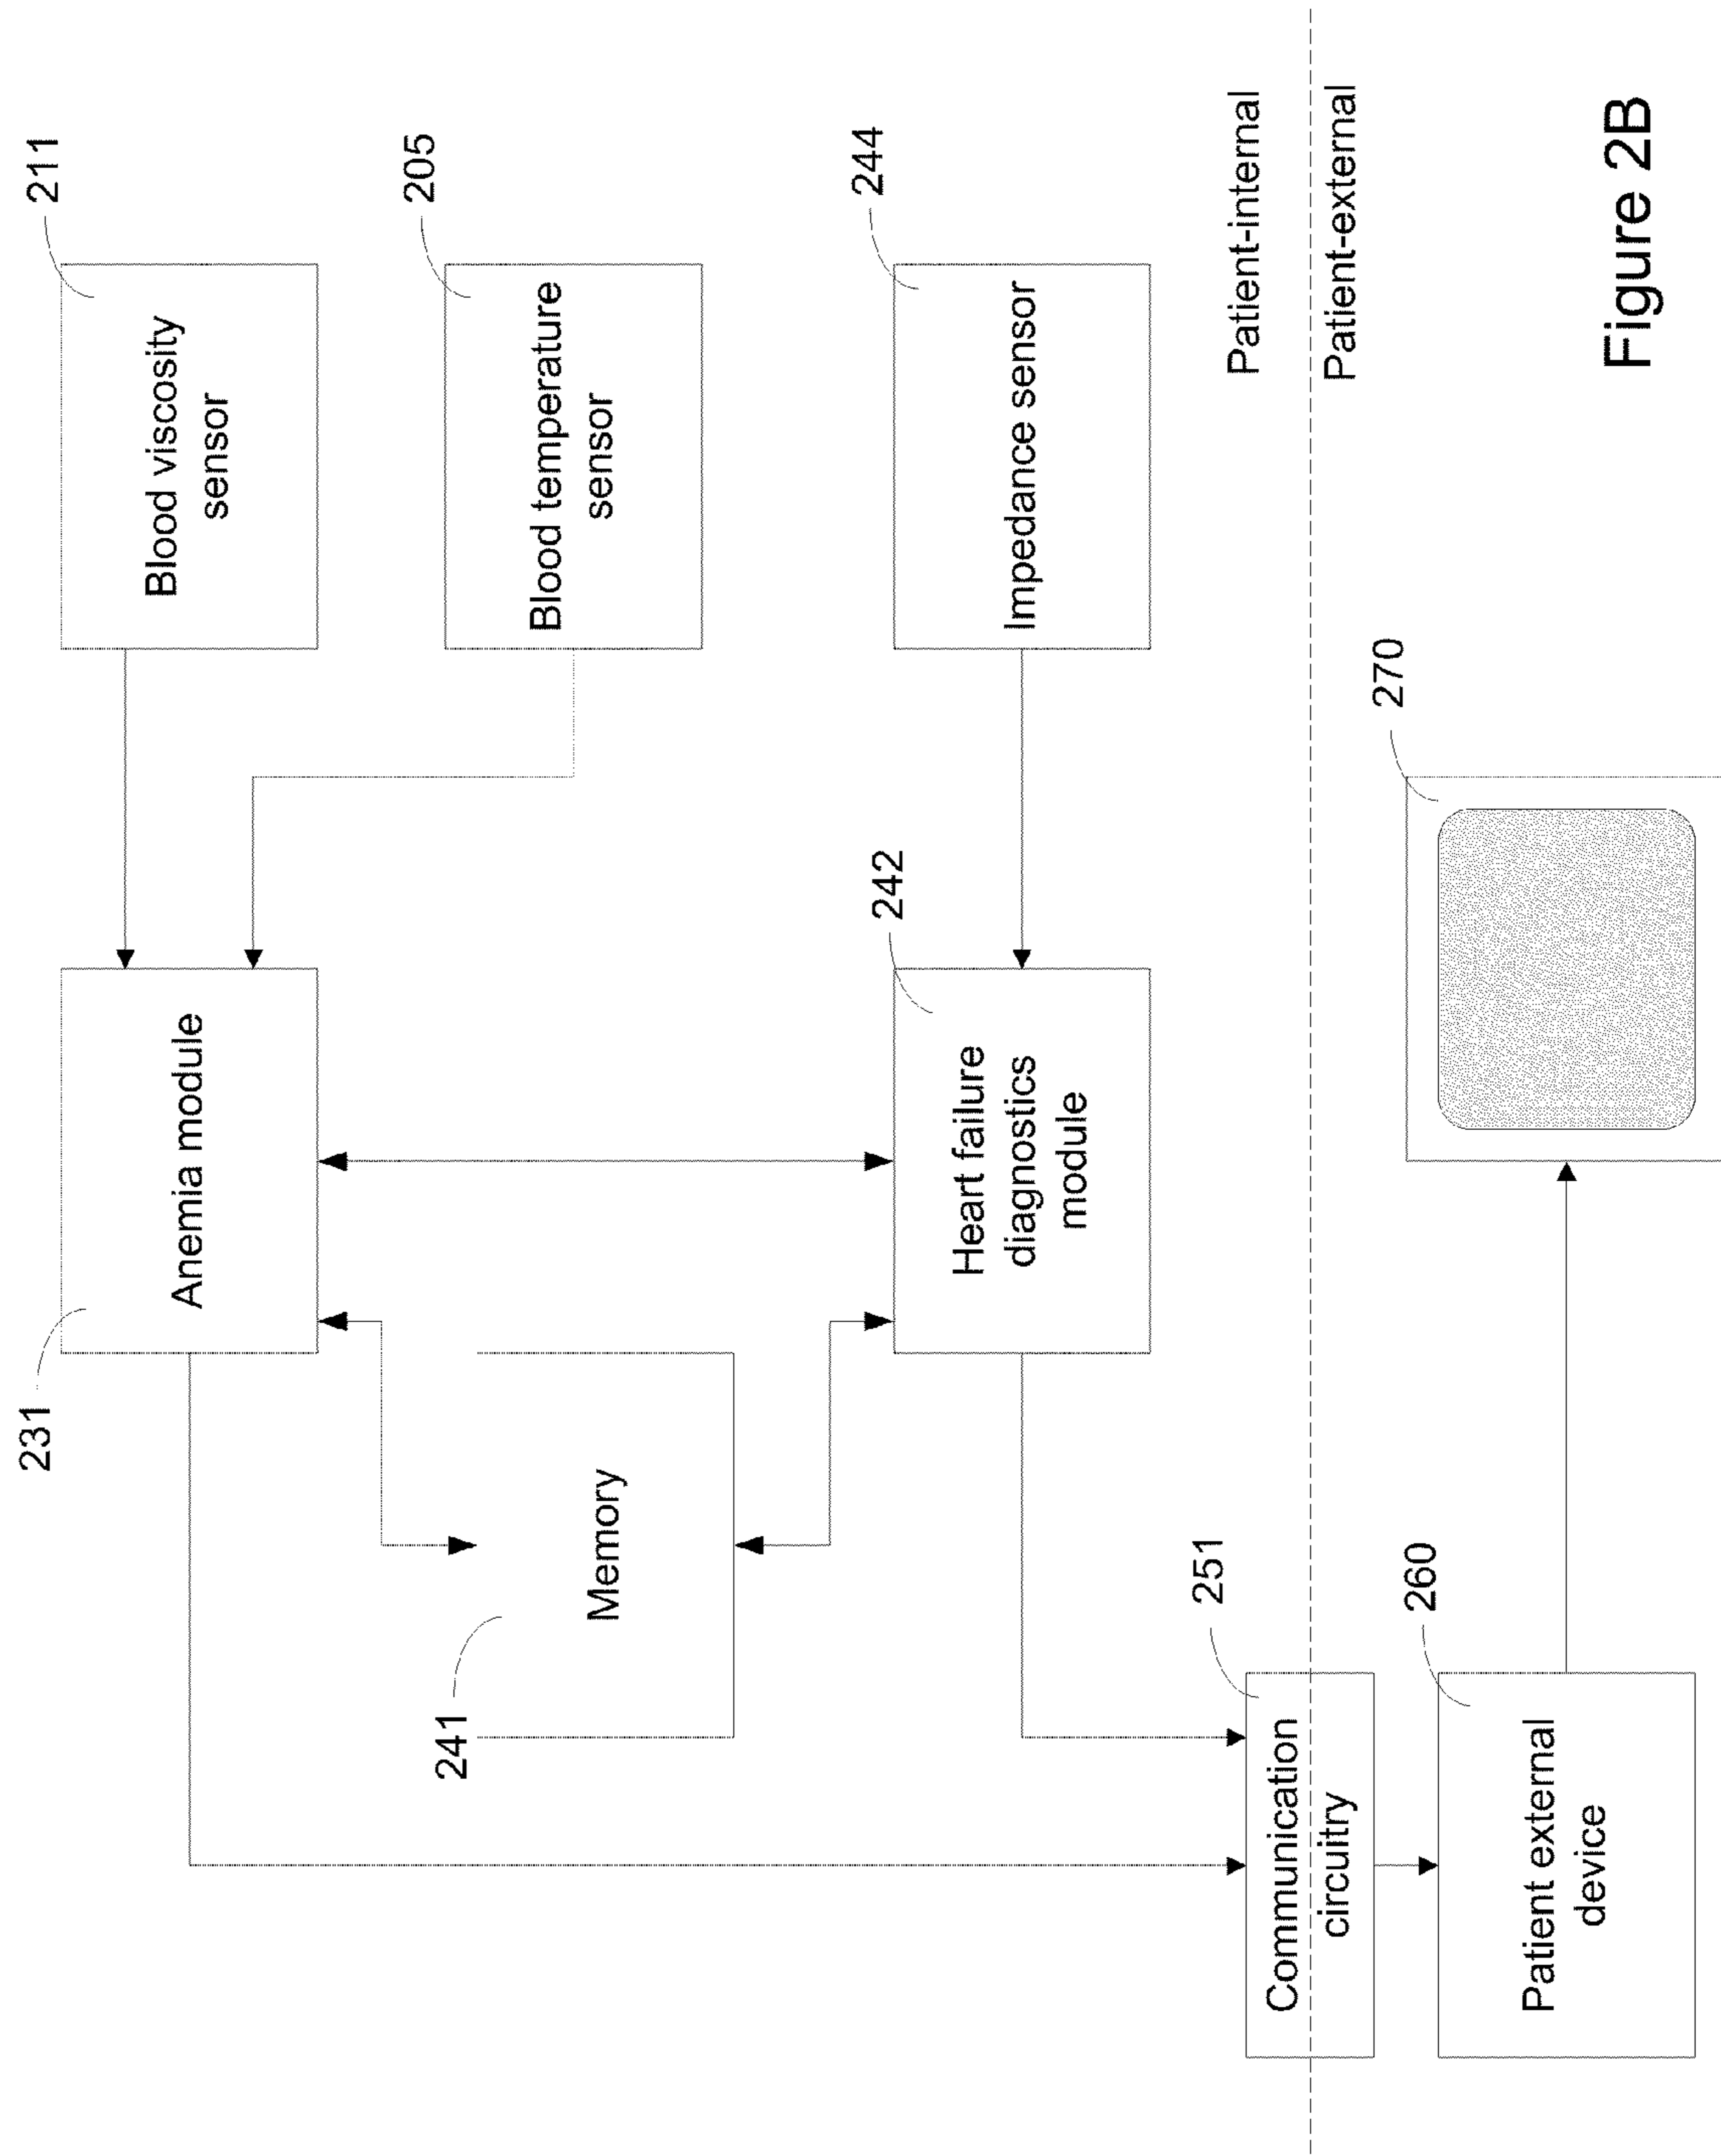 231
Anemia module
211
Blood viscosity
sensor
241
Memory
205
Blood temperature
sensor
242
Heart failure
diagnostics
module
244
Impedance sensor
251
Communication
circuitry
Patient-internal
Patient-external
260
Patient external
device
270
Figure 2B